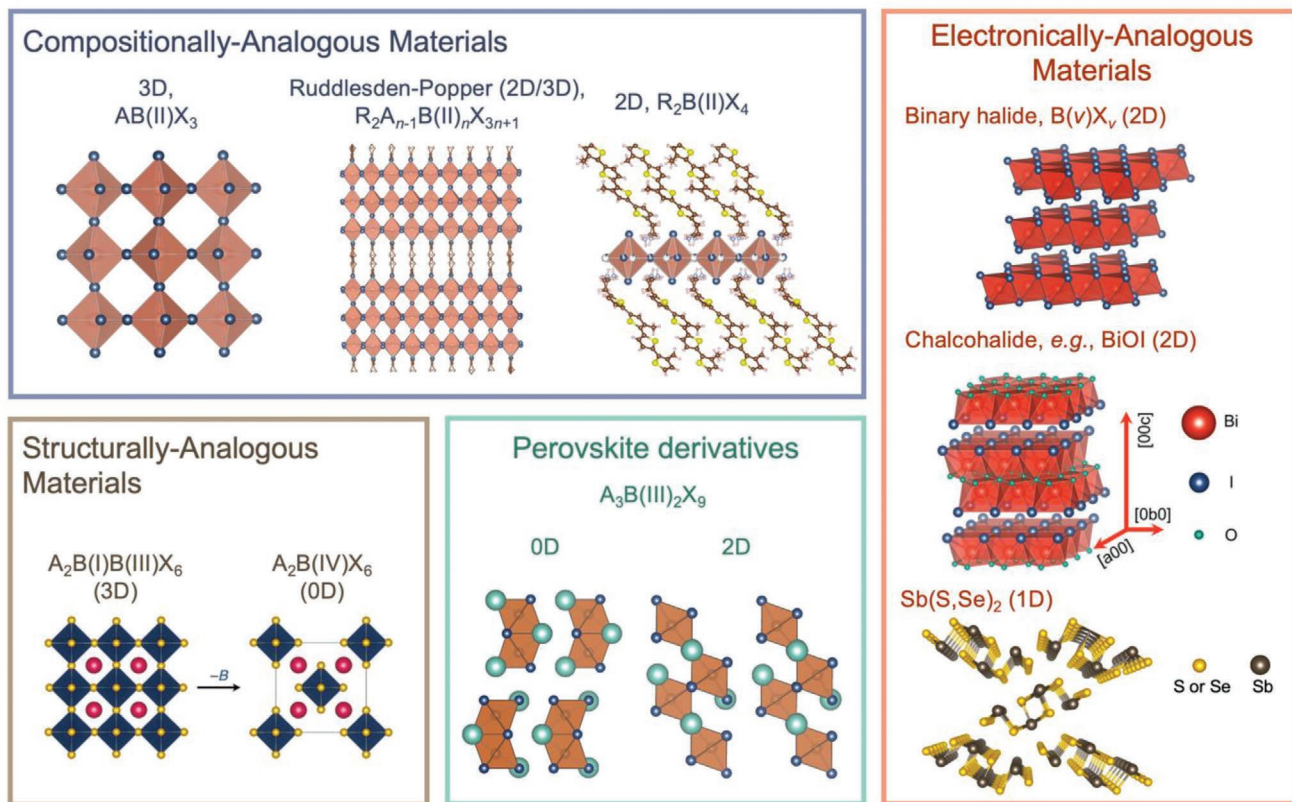 Compositionally-Analogous Materials
3D,
AB(II)X₃
Ruddlesden-Popper (2D/3D),
R₂Aₙ₋₁B(II)ₙX₃ₙ₊₁
2D, R₂B(II)X₄
Structurally-Analogous
Materials
A₂B(I)B(III)X₆
(3D)
–B
A₂B(IV)X₆
(0D)
Perovskite derivatives
A₃B(III)₂X₉
0D
2D
Electronically-Analogous
Materials
Binary halide, B(v)Xᵥ (2D)
Chalcohalide, e.g., BiOI (2D)
[00c]
[0b0]
[a00]
Bi
I
O
Sb(S,Se)₂ (1D)
S or Se
Sb